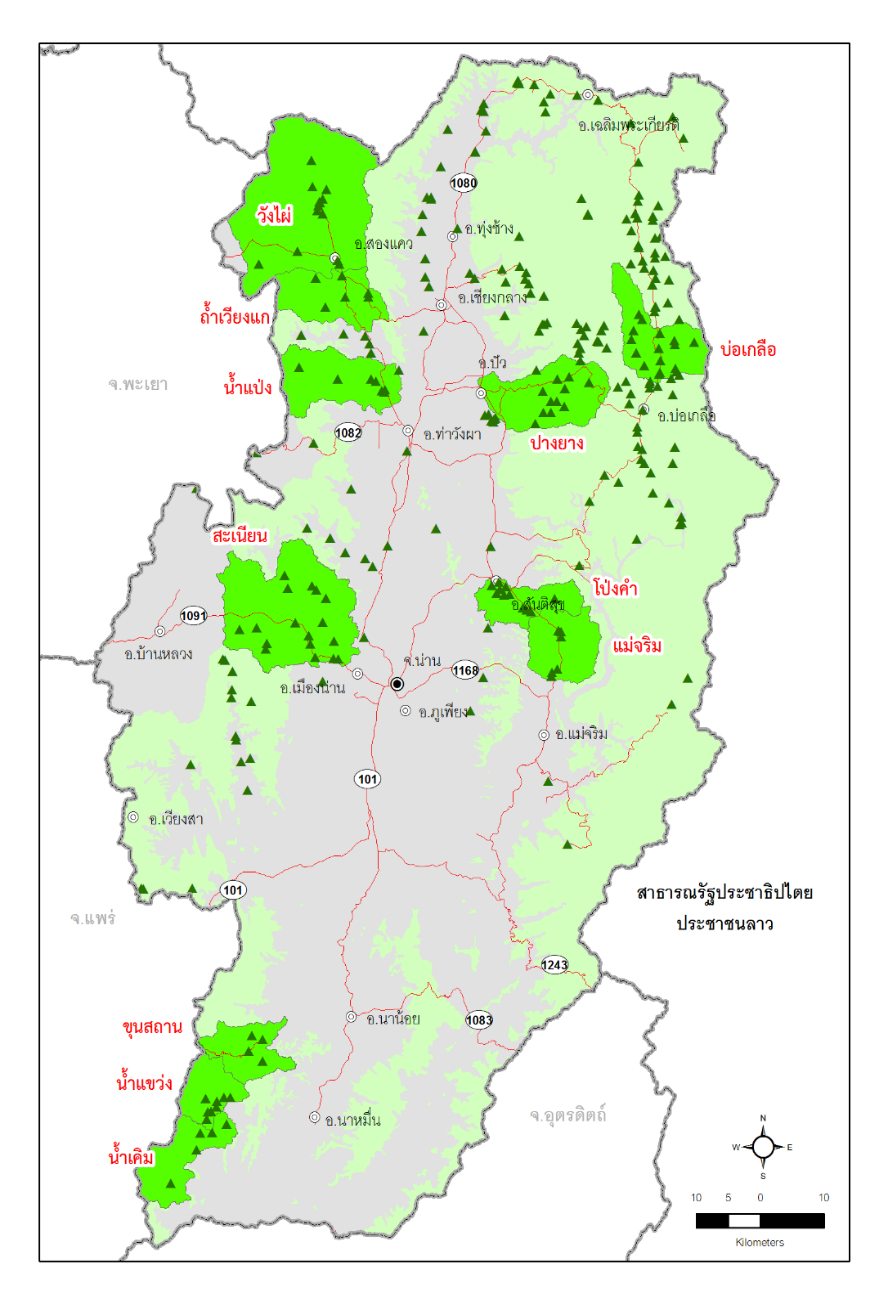 อ.เฉลิมพระเกียรติ
1080
วังไผ่
อ.ทุ่งช้าง
อ.สองแคว
อ.เชียงกลาง
ถ้ำเวียงแก
บ่อเกลือ
อ.ปัว
จ.พะเยา
น้ำแป่ง
อ.บ่อเกลือ
1082
อ.ท่าวังผา
ปางยาง
สะเนียน
โป่งคำ
อ.สันติสุข
1091
แม่จริม
อ.บ้านหลวง
จ.น่าน
1168
อ.เมืองน่าน
อ.ภูเพียง
อ.แม่จริม
101
อ.เวียงสา
101
สาธารณรัฐประชาธิปไตย
ประชาชนลาว
จ.แพร่
1243
อ.นาน้อย
1083
ขุนสถาน
น้ำแขว่ง
อ.นาหมื่น
จ.อุตรดิตถ์
น้ำเคิม
N
W
E
S
10 5 0 10
Kilometers